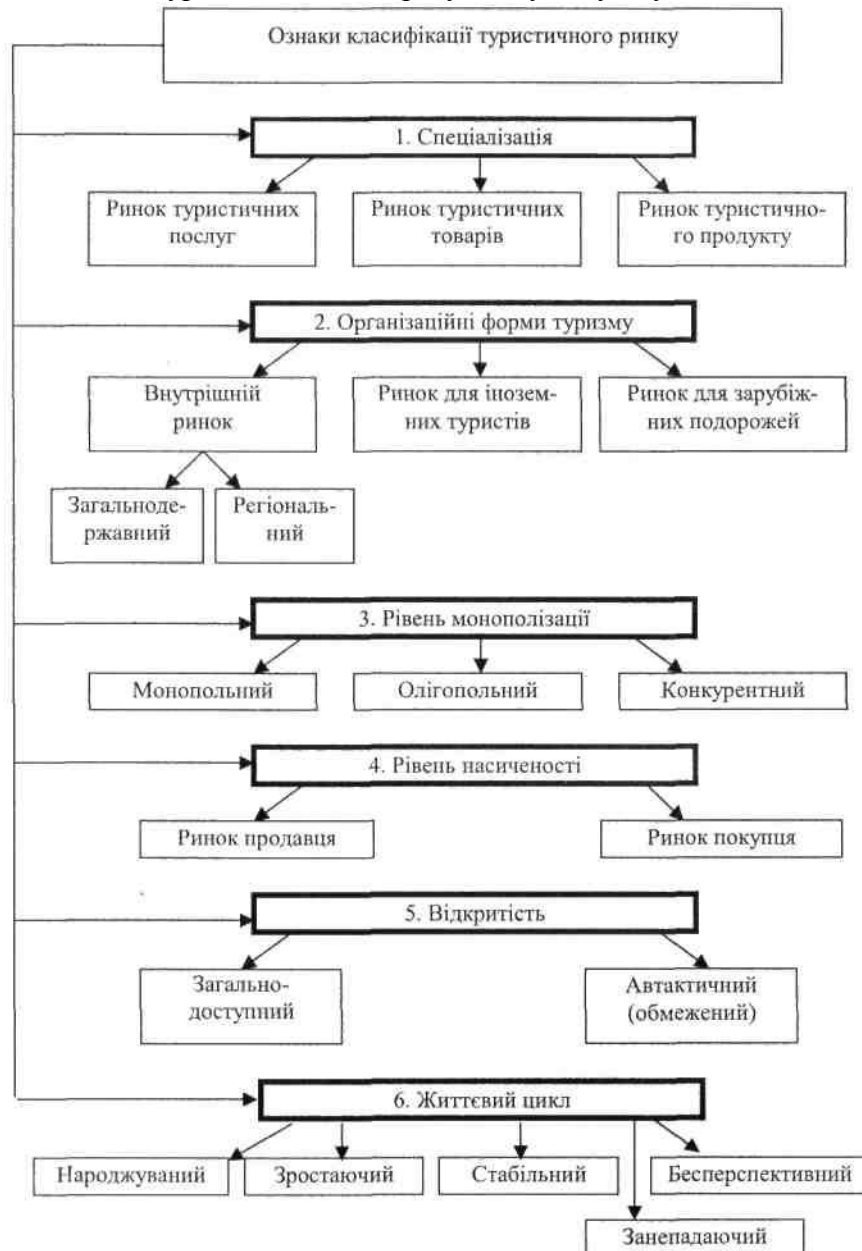 Ознаки класифікації туристичного ринку
1. Спеціалізація
Ринок туристичних
послуг
Ринок туристичних
товарів
Ринок туристично-
го продукту
2. Організаційні форми туризму
Внутрішній
ринок
Ринок для інозем-
них туристів
Ринок для зарубіж-
них подорожей
Загальноде-
ржавний
Регіональ-
ний
3. Рівень монополізації
Монопольний
Олігопольний
Конкурентний
4. Рівень насиченості
Ринок продавця
Ринок покупця
5. Відкритість
Загально-
доступний
Автактичний
(обмежений)
6. Життєвий цикл
Народжуваний
Зростаючий
Стабільний
Бесперспективний
Занепадаючий